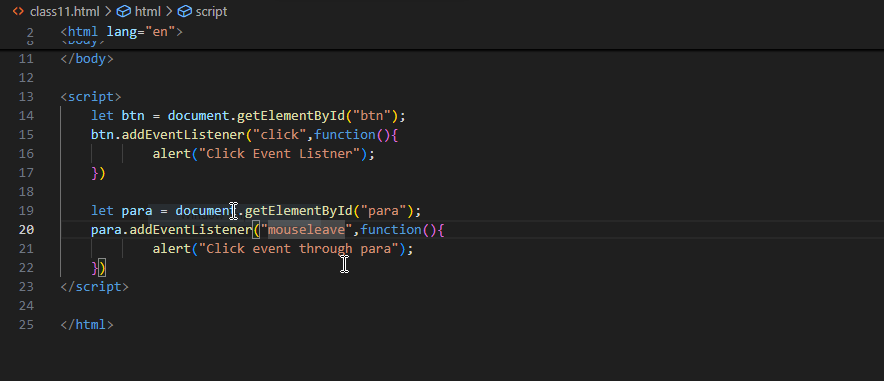 class11.html > html > script
2 <html lang="en">
8 <body>
11 </body>
12
13 <script>
14 let btn = document.getElementById("btn");
15 btn.addEventListener("click",function(){
16 alert("Click Event Listner");
17 })
18
19 let para = document.getElementById("para");
20 para.addEventListener("mouseleave",function(){
21 alert("Click event through para");
22 })
23 </script>
24
25 </html>